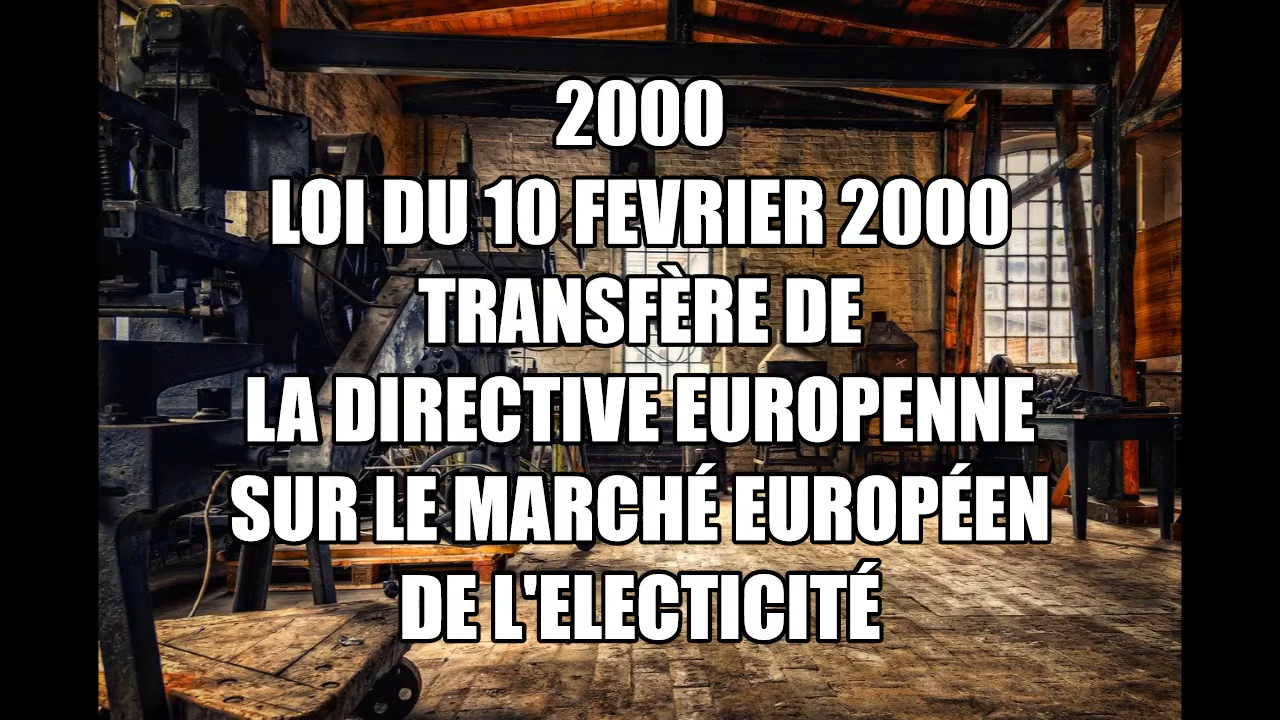 2000
LOI DU 10 FEVRIER 2000
TRANSFÈRE DE
LA DIRECTIVE EUROPENNE
SUR LE MARCHÉ EUROPÉEN
DE L'ELECTICITÉ